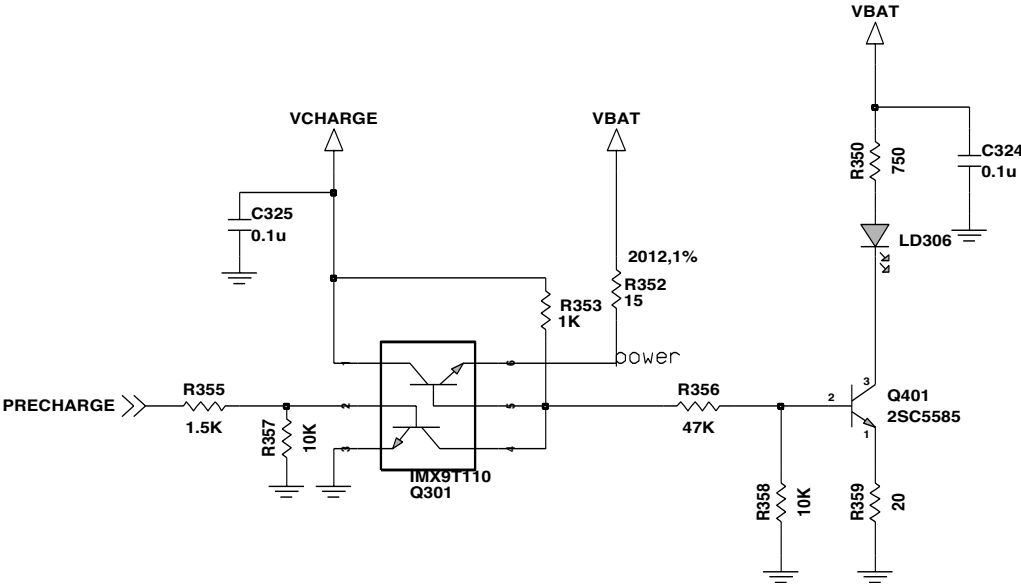 VBAT
VCHARGE
VBAT
R350
750
C324
0.1u
C325
0.1u
LD306
2012,1%
R352
15
R353
1K
power
1
6
3
R355
R356
Q401
2SC5585
PRECHARGE
2
5
2
1.5K
47K
1
R357
10K
3
4
IMX9T110
Q301
R358
10K
R359
20